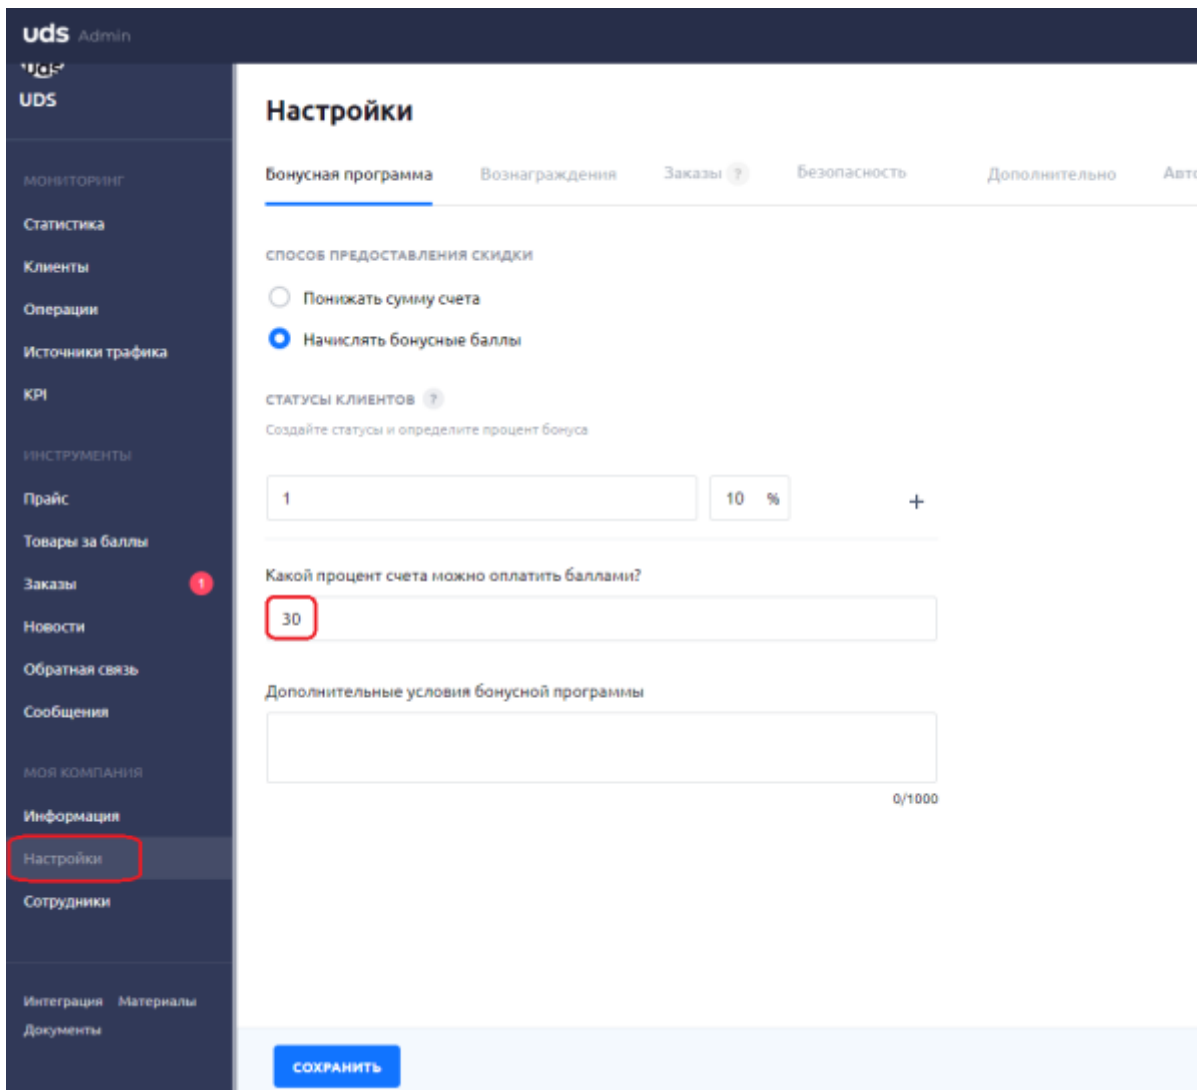 uds Admin
uds
UDS
МОНИТОРИНГ
Статистика
Клиенты
Операции
Источники трафика
KPI
ИНСТРУМЕНТЫ
Прайс
Товары за баллы
Заказы 1
Новости
Обратная связь
Сообщения
МОЯ КОМПАНИЯ
Информация
Настройки
Сотрудники
Интеграция Материалы
Документы
Настройки
Бонусная программа Вознаграждения Заказы ? Безопасность Дополнительно Авто
СПОСОБ ПРЕДОСТАВЛЕНИЯ СКИДКИ
Понижать сумму счета
Начислять бонусные баллы
СТАТУСЫ КЛИЕНТОВ ?
Создайте статусы и определите процент бонуса
1 10 % +
Какой процент счета можно оплатить баллами?
30
Дополнительные условия бонусной программы
0/1000
СОХРАНИТЬ